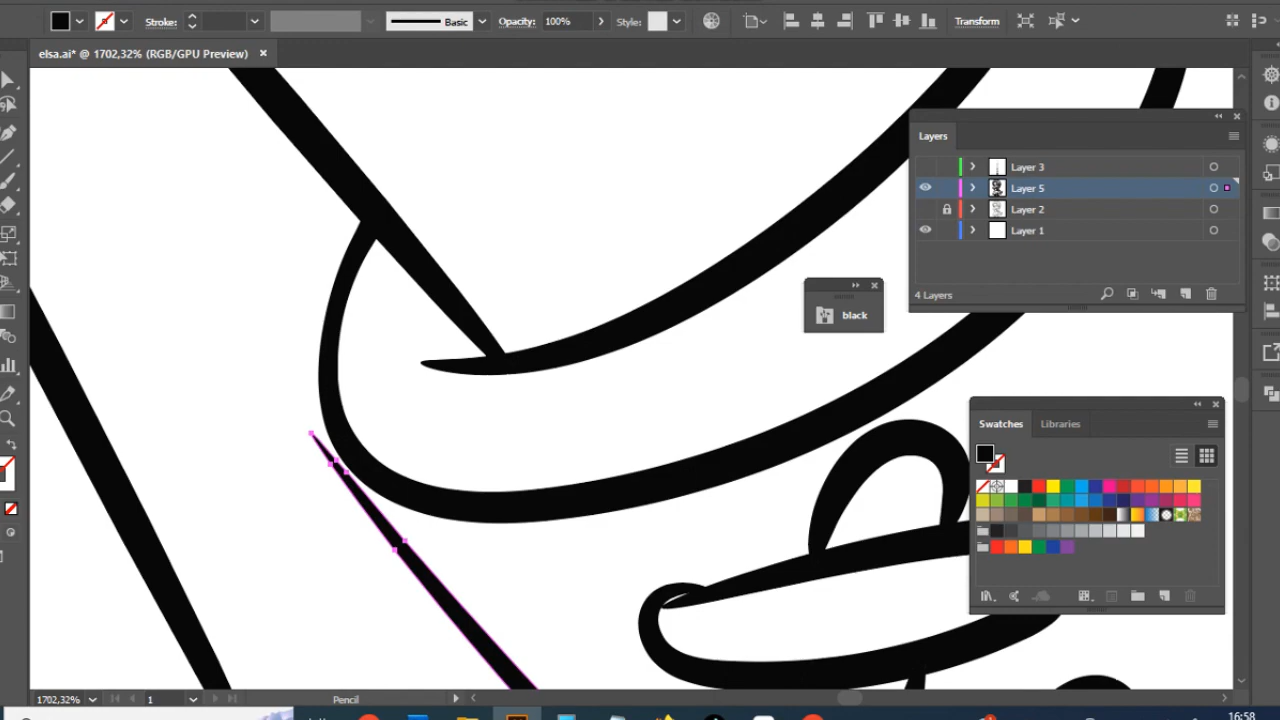 Stroke:
Basic
Opacity: 100%
Style:
Transform
elsa.ai* @ 1702,32% (RGB/GPU Preview)
Layers
Layer 3
Layer 5
Layer 2
Layer 1
4 Layers
black
Swatches
Libraries
1702,32%
1
Pencil
16:58